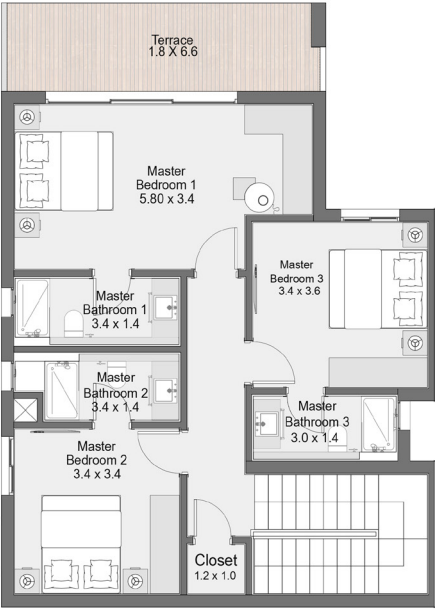 Terrace
1.8 X 6.6
Master
Bedroom 1
5.80 x 3.4
Master
Bedroom 3
3.4 x 3.6
Master
Bathroom 1
3.4 x 1.4
Master
Bathroom 2
3.4 x 1.4
Master
Bathroom 3
3.0 x 1.4
Master
Bedroom 2
3.4 x 3.4
Closet
1.2 x 1.0